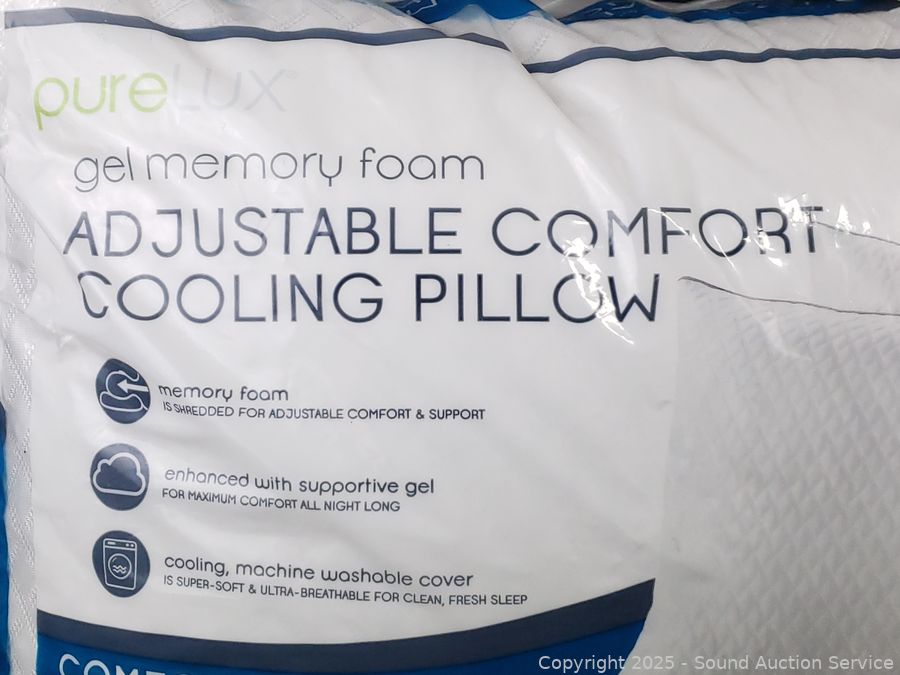 pureLUX
gel memory foam
ADJUSTABLE COMFORT
COOLING PILLOW
memory foam
IS SHREDDED FOR ADJUSTABLE COMFORT & SUPPORT
enhanced with supportive gel
FOR MAXIMUM COMFORT ALL NIGHT LONG
cooling, machine washable cover
IS SUPER-SOFT & ULTRA-BREATHABLE FOR CLEAN, FRESH SLEEP
Copyright 2025 - Sound Auction Service